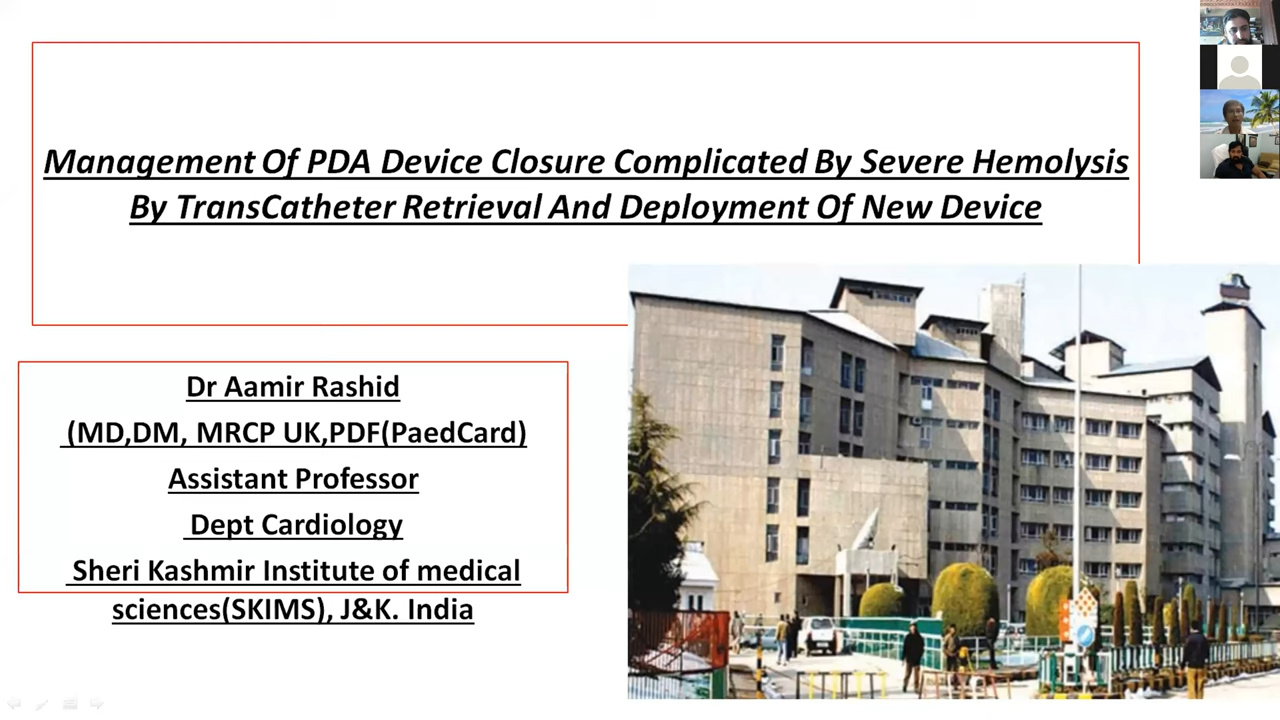 Management Of PDA Device Closure Complicated By Severe Hemolysis
By TransCatheter Retrieval And Deployment Of New Device
Dr Aamir Rashid
(MD,DM, MRCP UK,PDF(PaedCard)
Assistant Professor
Dept Cardiology
Sheri Kashmir Institute of medical
sciences(SKIMS), J&K. India